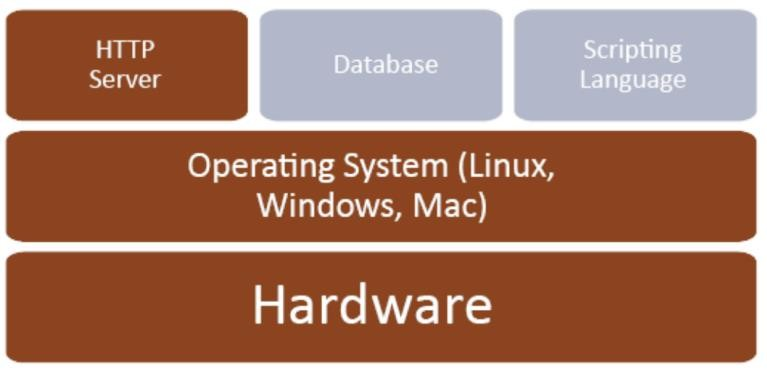 HTTP
Server
Database
Scripting
Language
Operating System (Linux,
Windows, Mac)
Hardware